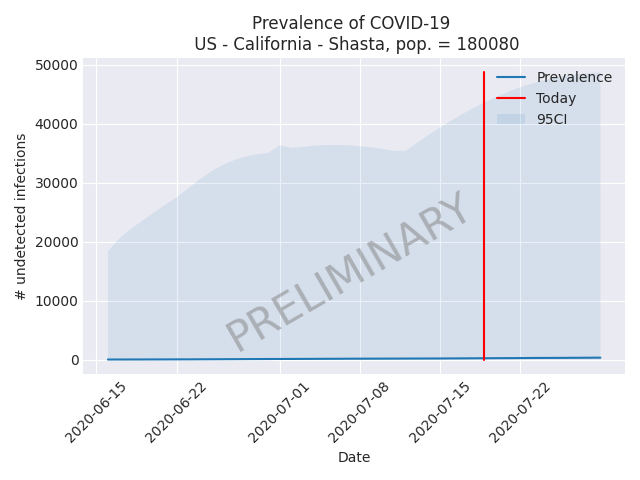 Prevalence of COVID-19
US - California - Shasta, pop. = 180080
50000
40000
30000
20000
10000
0
# undetected infections
Prevalence
Today
95CI
PRELIMINARY
2020-06-15
2020-06-22
2020-07-01
2020-07-08
2020-07-15
2020-07-22
Date